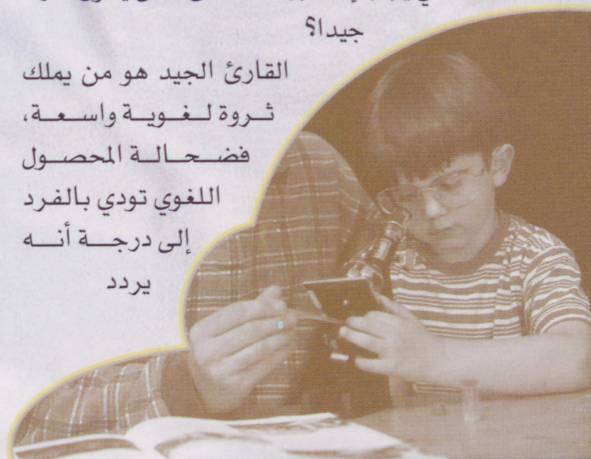 جيدا؟
القارئ الجيد هو من يملك
ثروة لغوية واسعة،
فضحالة المحصول
اللغوي تودي بالفرد
إلى درجة أنه
يردد